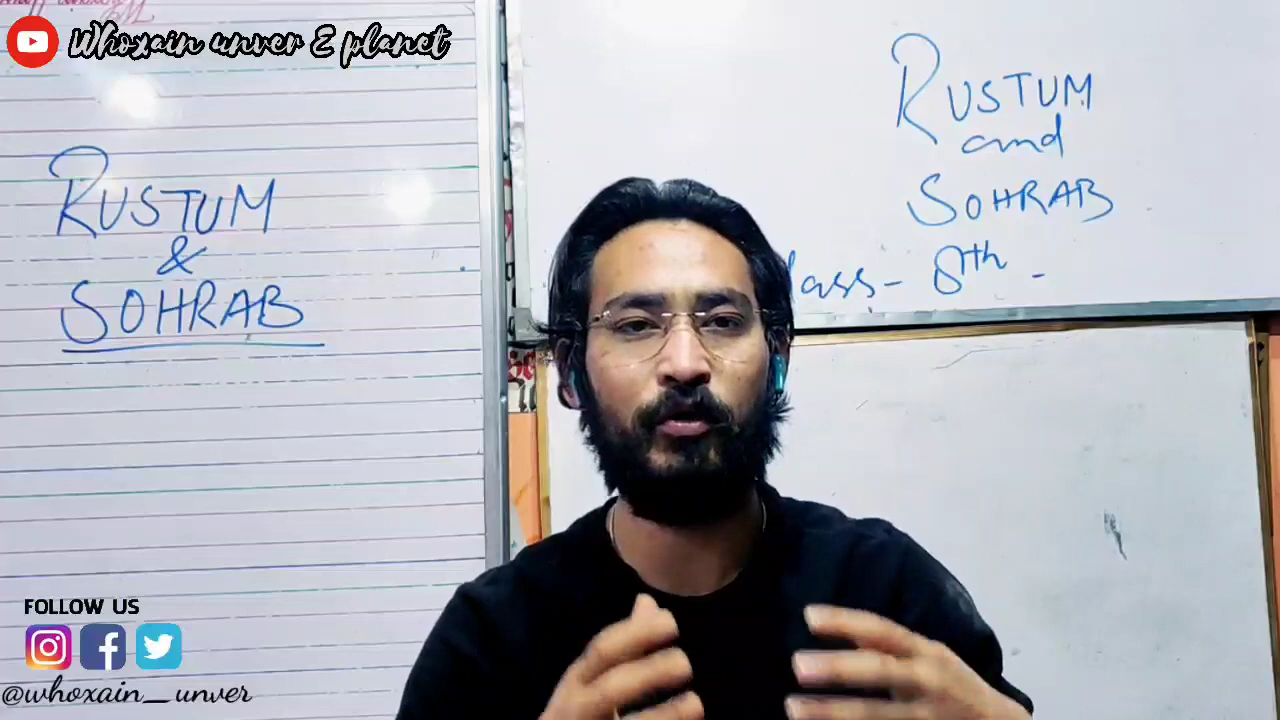 Whoxain unver E planet
RUSTUM
&
SOHRAB
RUSTUM
and
SOHRAB
lass - 8th -
FOLLOW US
@whoxain_unver